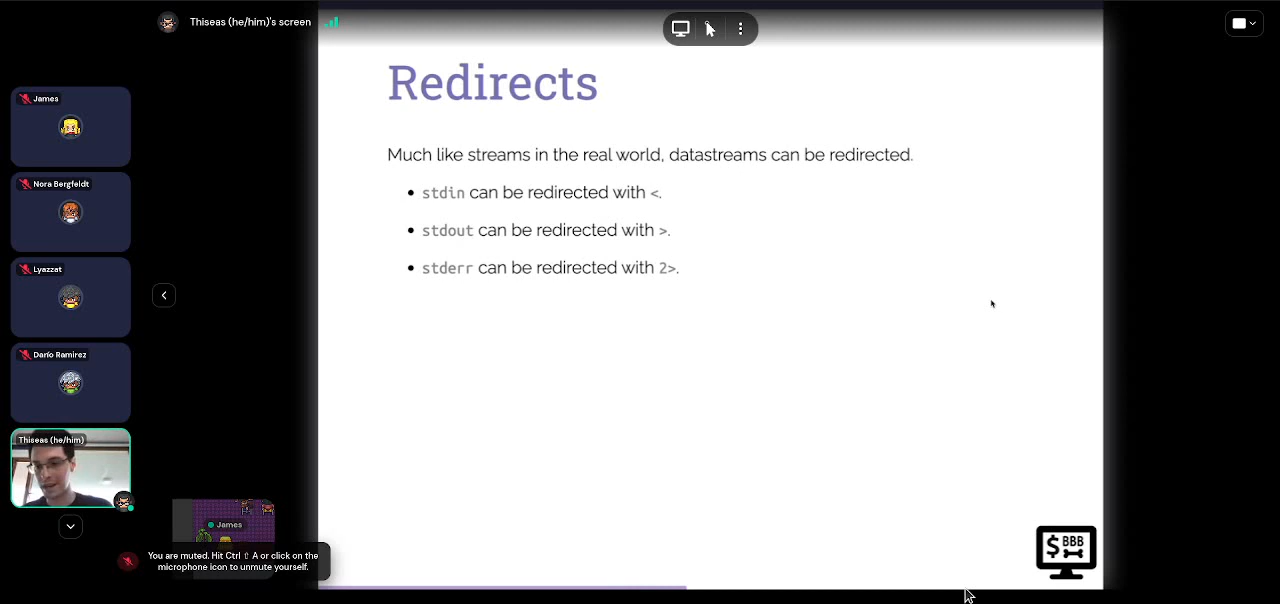 Thiseas (he/him)'s screen
James
Nora Bergfeldt
Lyazzat
Darío Ramirez
Thiseas (he/him)
James
You are muted. Hit Ctrl ⇧ A or click on the
microphone icon to unmute yourself.
Redirects
Much like streams in the real world, datastreams can be redirected.
• stdin can be redirected with <.
• stdout can be redirected with >.
• stderr can be redirected with 2>.
$ BBB